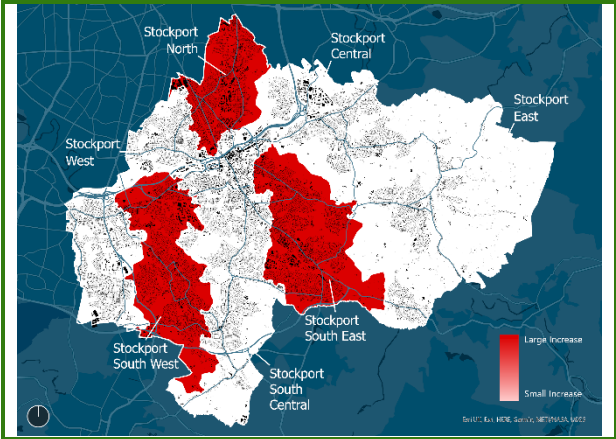 Stockport
North
Stockport
Central
Stockport
East
Stockport
West
Stockport
South East
Stockport
South West
Stockport
South
Central
Large Increase
Small Increase